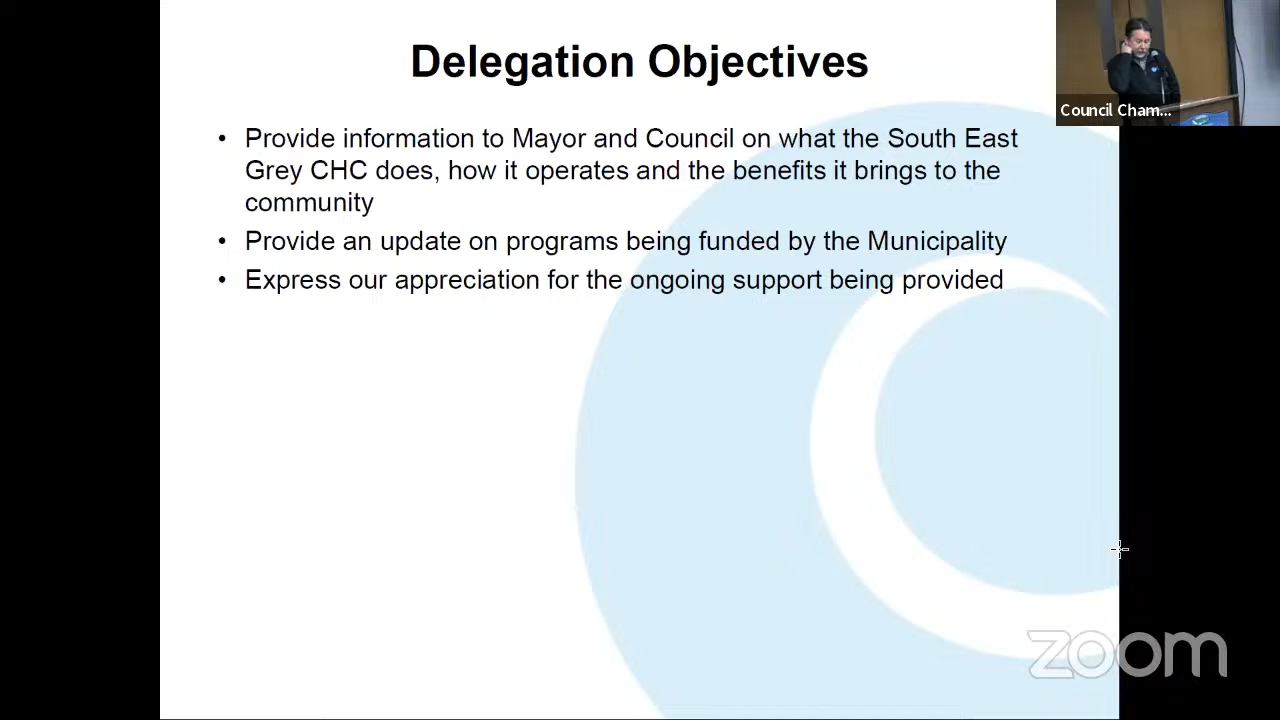 Delegation Objectives
• Provide information to Mayor and Council on what the South East
Grey CHC does, how it operates and the benefits it brings to the
community
• Provide an update on programs being funded by the Municipality
• Express our appreciation for the ongoing support being provided
Council Cham...
zoom